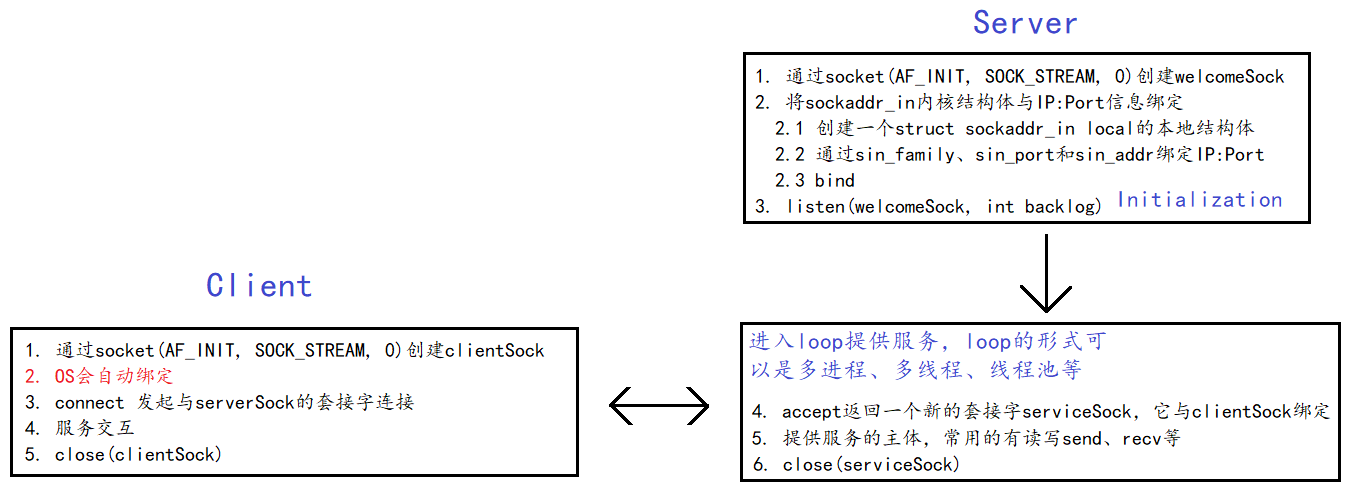 Server
1. 通过socket(AF_INIT, SOCK_STREAM, 0)创建welcomeSock
2. 将sockaddr_in内核结构体与IP:Port信息绑定
2.1 创建一个struct sockaddr_in local的本地结构体
2.2 通过sin_family、sin_port和sin_addr绑定IP:Port
2.3 bind
3. listen(welcomeSock, int backlog) Initialization
Client
1. 通过socket(AF_INIT, SOCK_STREAM, 0)创建clientSock
2. OS会自动绑定
3. connect 发起与serverSock的套接字连接
4. 服务交互
5. close(clientSock)
进入loop提供服务, loop的形式可
以是多进程、多线程、线程池等
4. accept返回一个新的套接字serviceSock, 它与clientSock绑定
5. 提供服务的主体, 常用的有读写send、recv等
6. close(serviceSock)